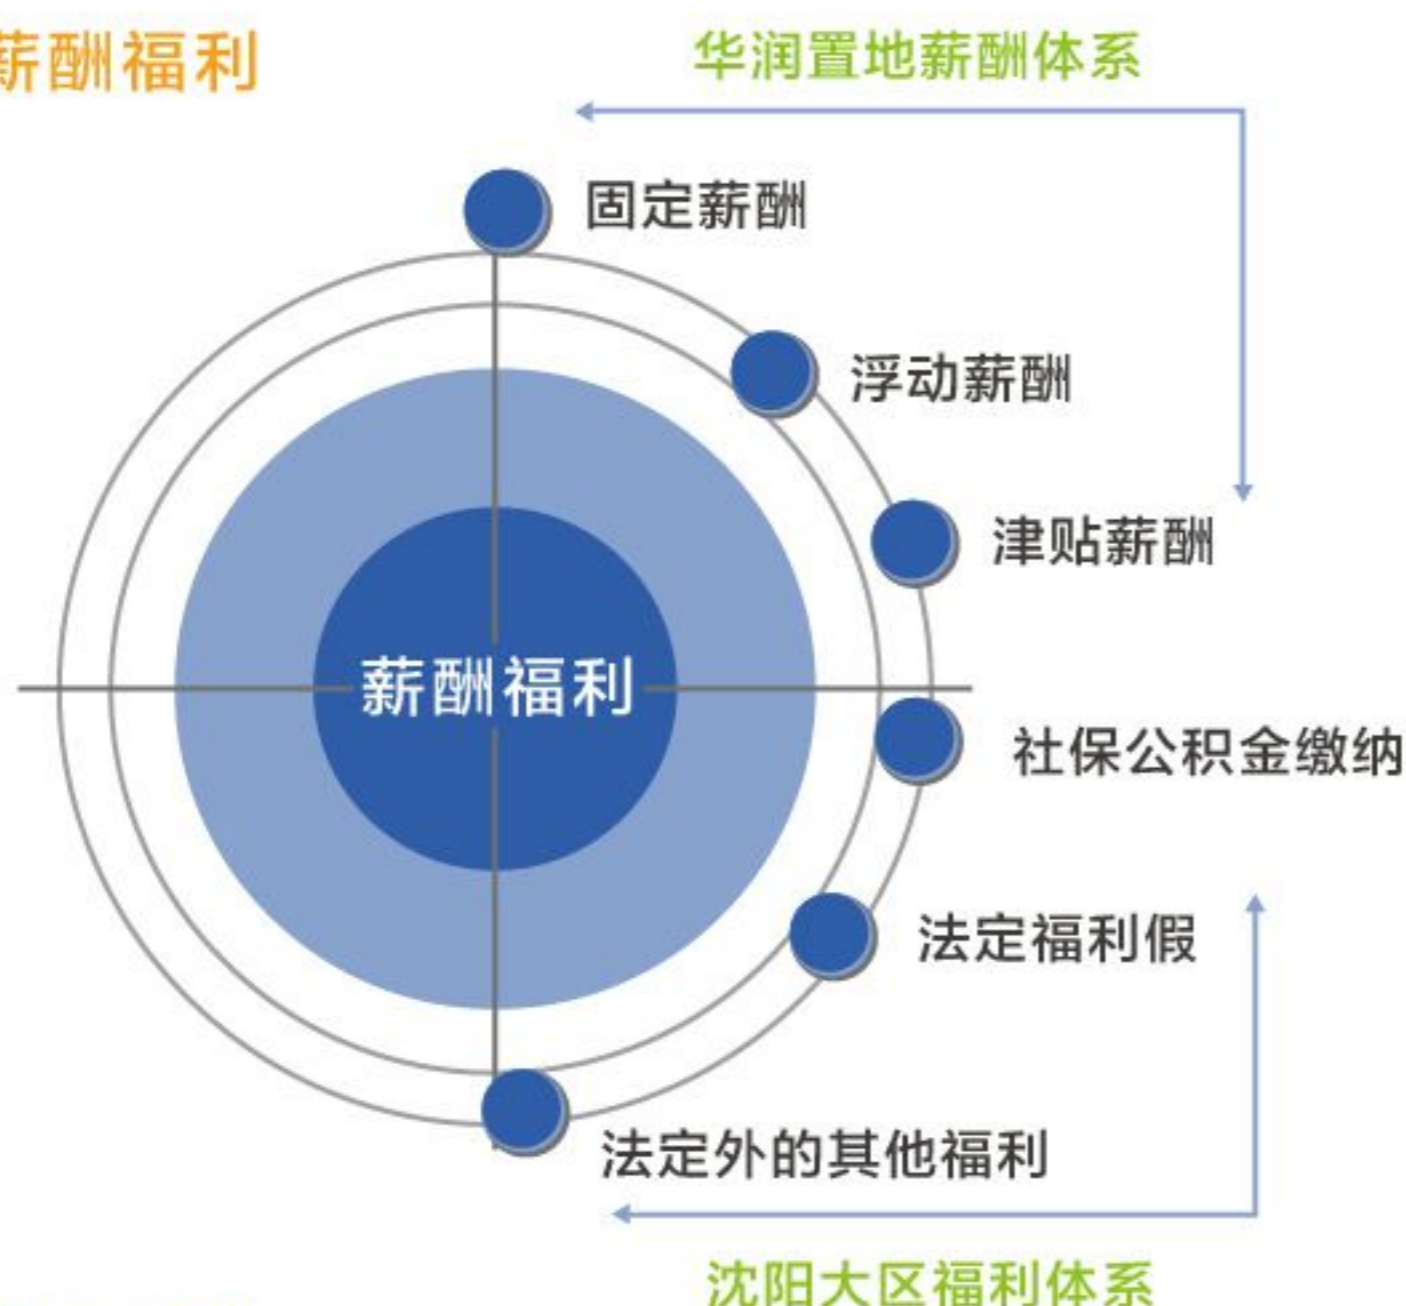 薪酬福利
华润置地薪酬体系
固定薪酬
浮动薪酬
津贴薪酬
薪酬福利
社保公积金缴纳
法定福利假
法定外的其他福利
沈阳大区福利体系